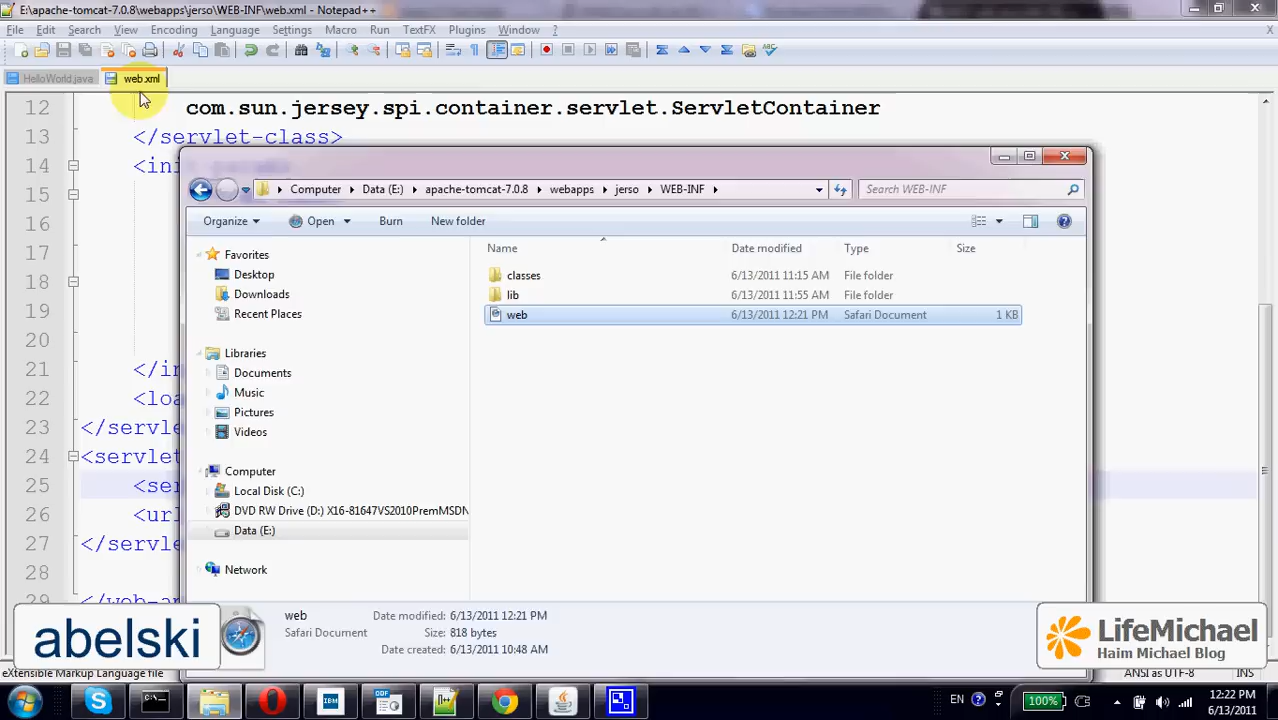 E:\apache-tomcat-7.0.8\webapps\jerso\WEB-INF\web.xml - Notepad++
File Edit Search View Encoding Language Settings Macro Run TextFX Plugins Window ? X
HelloWorld.java web.xml
12 com.sun.jersey.spi.container.servlet.ServletContainer
13 </servlet-class>
14 <ini
15
16
17
18
19
20
21 </in
22 <loa
23 </servle
24 <servlet
25 <ser
26 <url
27 </servle
28
29 </web-ap
Computer Data (E:) apache-tomcat-7.0.8 webapps jerso WEB-INF Search WEB-INF
Organize Open Burn New folder
Favorites
Desktop
Downloads
Recent Places
Libraries
Documents
Music
Pictures
Videos
Computer
Local Disk (C:)
DVD RW Drive (D:) X16-81647VS2010PremMSDN
Data (E:)
Network
Name Date modified Type Size
classes 6/13/2011 11:15 AM File folder
lib 6/13/2011 11:55 AM File folder
web 6/13/2011 12:21 PM Safari Document 1 KB
web Date modified: 6/13/2011 12:21 PM
Safari Document Size: 818 bytes
Date created: 6/13/2011 10:48 AM
abelski
LifeMichael
Haim Michael Blog
eXtensible Markup Language file ANSI as UTF-8 INS
IBM
ODF
EN 100% 12:22 PM
6/13/2011